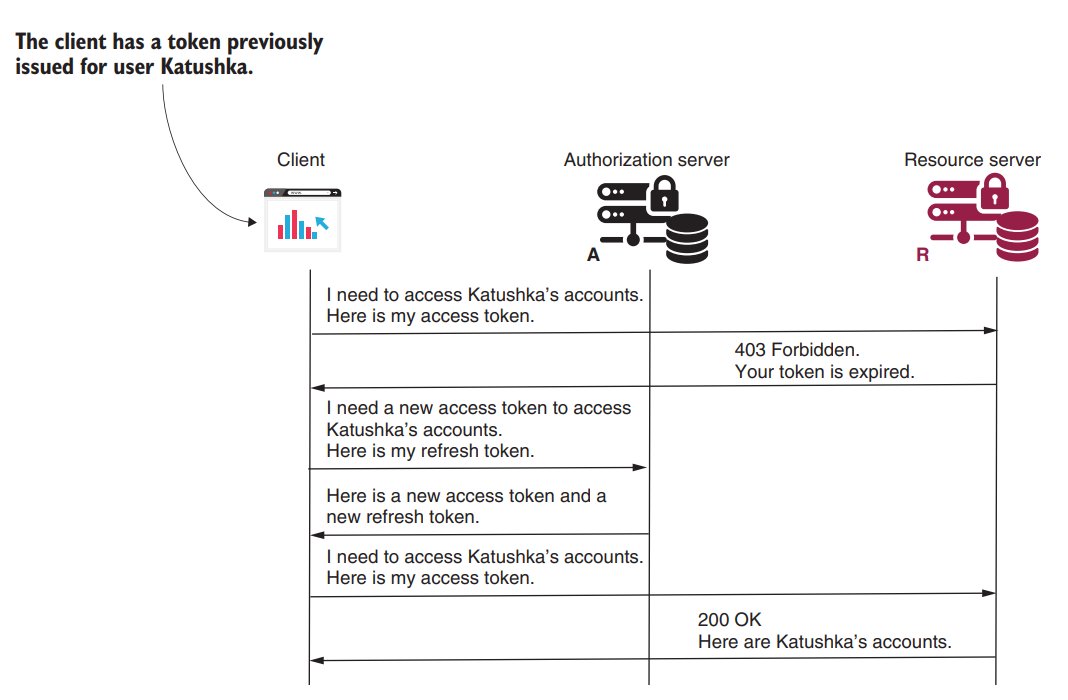 The client has a token previously
issued for user Katushka.
Client
Authorization server
Resource server
A
R
I need to access Katushka’s accounts.
Here is my access token.
403 Forbidden.
Your token is expired.
I need a new access token to access
Katushka’s accounts.
Here is my refresh token.
Here is a new access token and a
new refresh token.
I need to access Katushka’s accounts.
Here is my access token.
200 OK
Here are Katushka’s accounts.